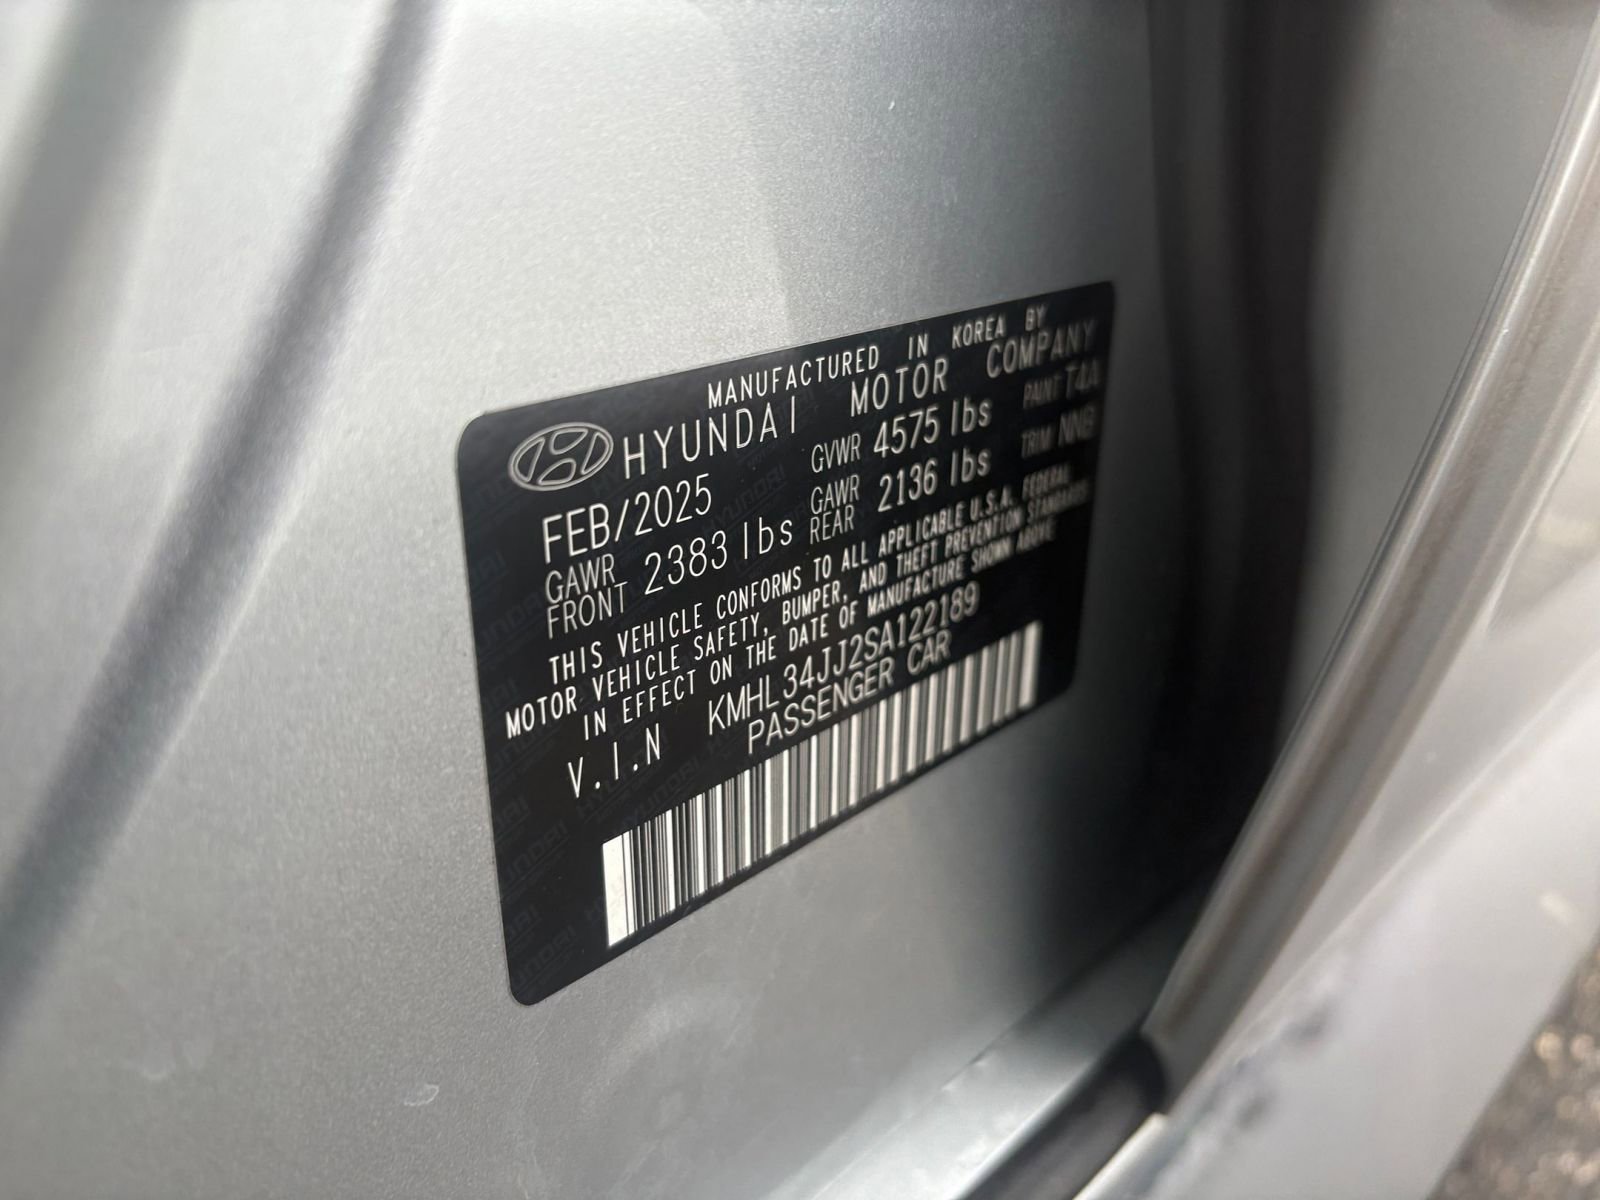 MANUFACTURED IN KOREA BY
HYUNDAI MOTOR COMPANY
FEB/2025 GVWR 4575 lbs PAINT T4A
GAWR FRONT 2383 lbs GAWR REAR 2136 lbs TRIM NNB
THIS VEHICLE CONFORMS TO ALL APPLICABLE U.S.A. FEDERAL
MOTOR VEHICLE SAFETY, BUMPER, AND THEFT PREVENTION STANDARDS
IN EFFECT ON THE DATE OF MANUFACTURE SHOWN ABOVE
V.I.N KMHL34JJ2SA122189
PASSENGER CAR